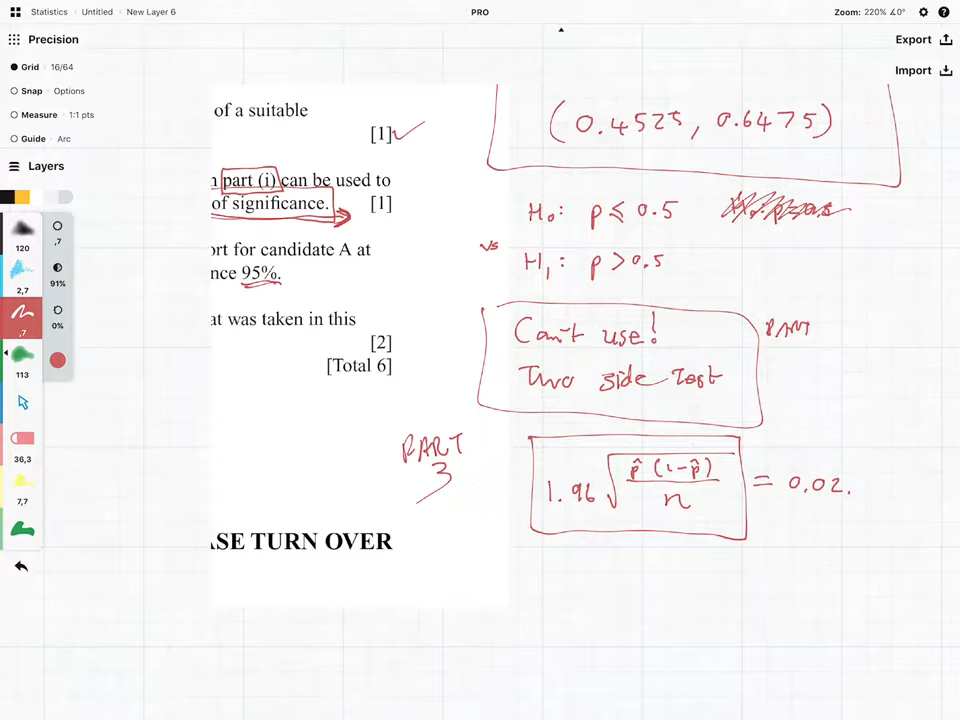 Statistics Untitled New Layer 6 PRO Zoom: 220% ∠0°
Precision Export
Grid 16/64 Import
Snap Options
Measure 1:1 pts
Guide Arc
Layers
120
2,7
,7
113
36,3
7,7
,7
91%
0%
of a suitable
[1]
n part (i) can be used to
of significance. [1]
ort for candidate A at
nce 95%.
at was taken in this
[2]
[Total 6]
ASE TURN OVER
(0.4525, 0.6475)
H₀: p ≤ 0.5
vs
H₁: p > 0.5
Can't use!
Two side Test
PART
PART
3
1.96 √(p̂(1-p̂)/n) = 0.02.